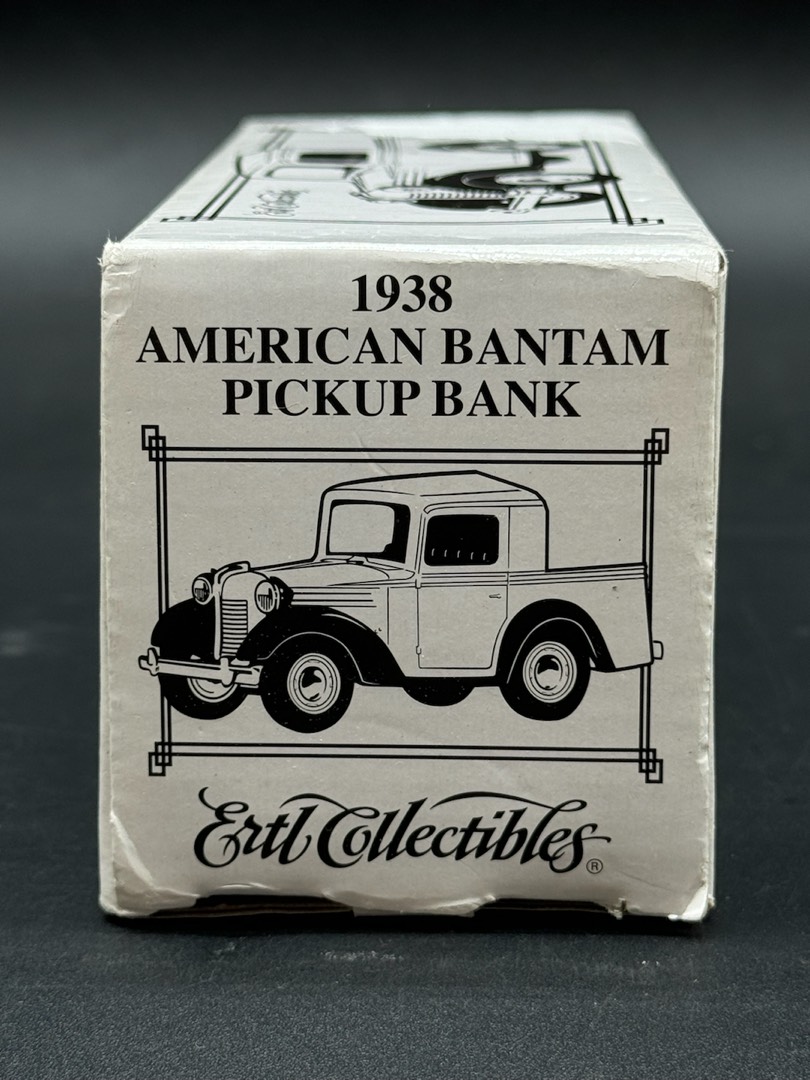 1938
AMERICAN BANTAM
PICKUP BANK
Ertl Collectibles®